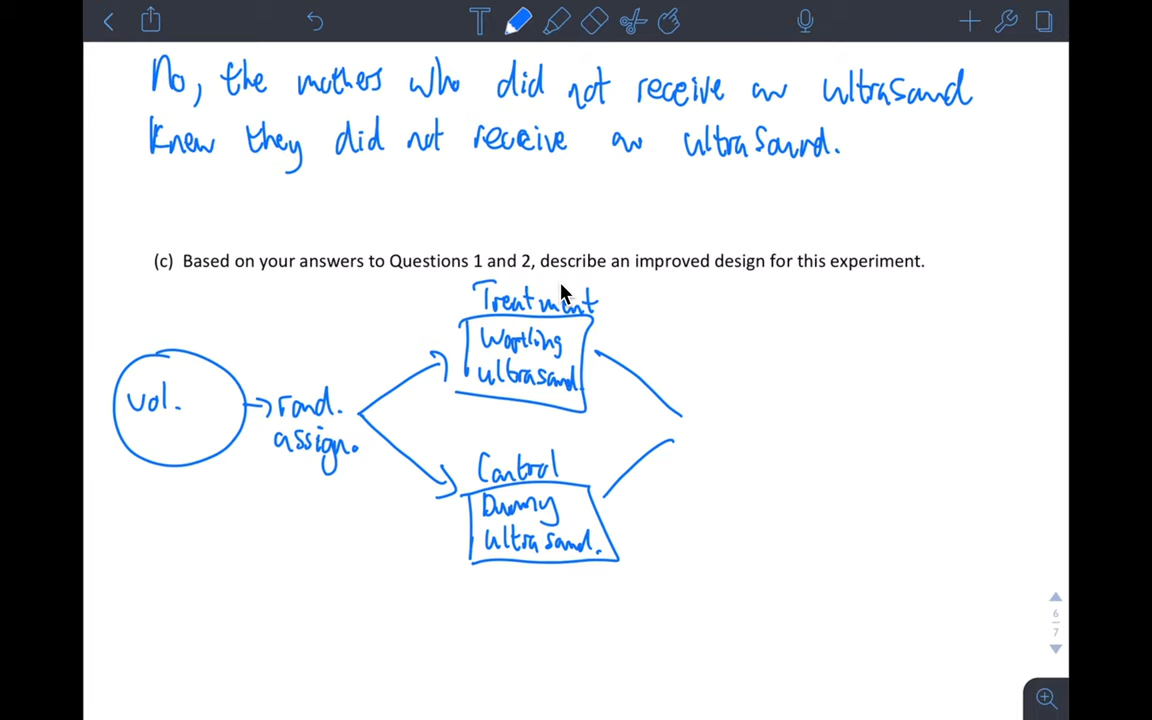 No, the mothers who did not receive an ultrasound
knew they did not receive an ultrasound.
(c) Based on your answers to Questions 1 and 2, describe an improved design for this experiment.
Treatment
Working
ultrasound
vol.
rand.
assign.
Control
Dummy
ultrasound.
6
7